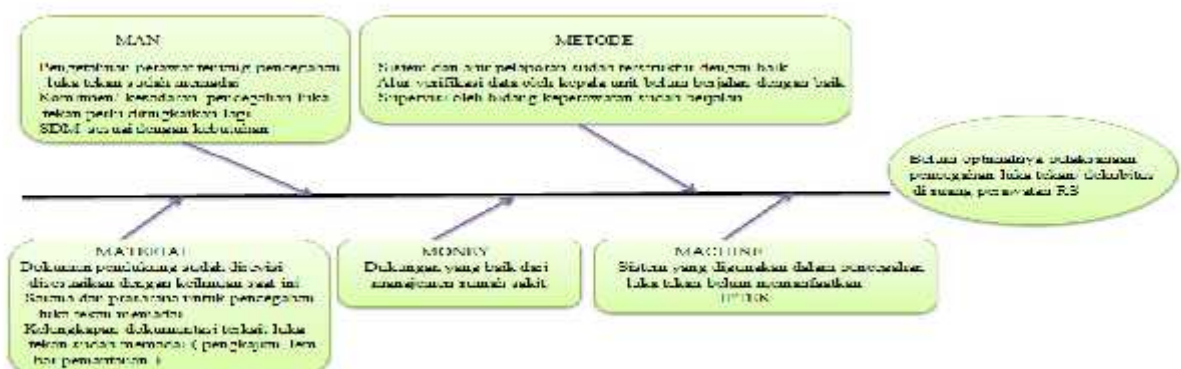 MAN
Pengetahuan perawat tentang pencegahan
luka tekan sudah memadai
Komitmen/ kesadaran pencegahan luka
tekan perlu ditingkatkan lagi
SDM sesuai dengan kebutuhan
METODE
Sistem dan alur pelaporan sudah terstruktur dengan baik
Alur verifikasi data oleh kepala unit belum berjalan dengan baik
Supervisi oleh bidang keperawatan sudah berjalan
Belum optimalnya pelaksanaan
pencegahan luka tekan/ dekubitus
di ruang perawatan RS
MATERIAL
Dokumen pendukung sudah direvisi
disesuaikan dengan keilmuan saat ini
Sarana dan prasarana untuk pencegahan
luka tekan memadai
Kelengkapan dokumentasi terkait luka
tekan sudah memadai ( pengkajian, lem
bar pemantauan )
MONEY
Dukungan yang baik dari
manajemen rumah sakit
MACHINE
Sistem yang digunakan dalam pencegahan
luka tekan belum memanfaatkan
IPTEK